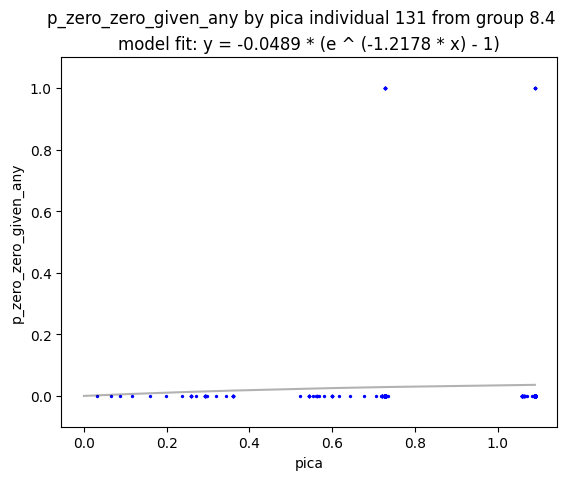 p_zero_zero_given_any by pica individual 131 from group 8.4
model fit: y = -0.0489 * (e ^ (-1.2178 * x) - 1)
1.0
0.8
0.6
0.4
0.2
0.0
p_zero_zero_given_any
0.0 0.2 0.4 0.6 0.8 1.0
pica